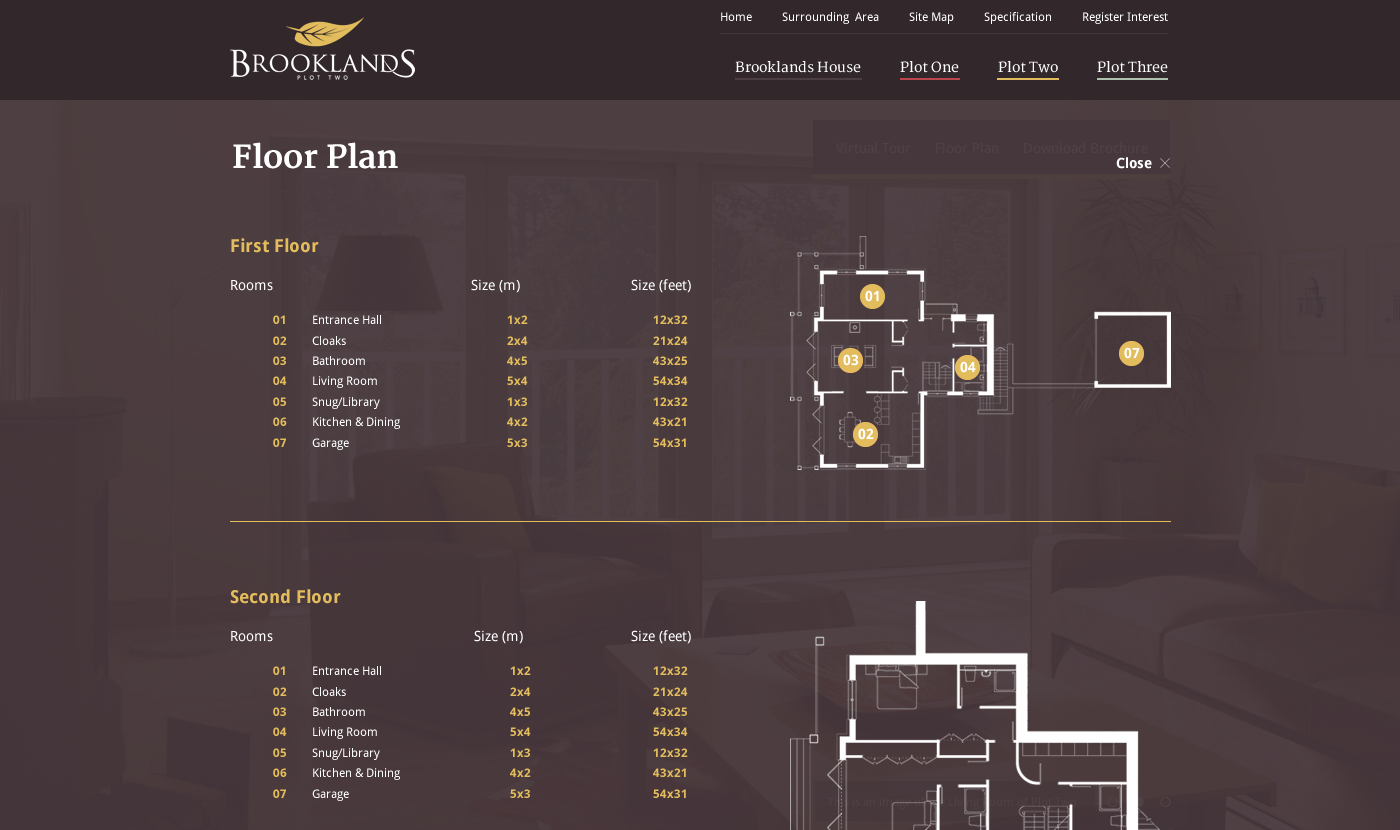 Home Surrounding Area Site Map Specification Register Interest
BROOKLANDS
PLOT TWO
Brooklands House Plot One Plot Two Plot Three
Virtual Tour Floor Plan Download Brochure
Floor Plan
Close
First Floor
Rooms Size (m) Size (feet)
01 Entrance Hall 1x2 12x32
02 Cloaks 2x4 21x24
03 Bathroom 4x5 43x25
04 Living Room 5x4 54x34
05 Snug/Library 1x3 12x32
06 Kitchen & Dining 4x2 43x21
07 Garage 5x3 54x31
01
03
04
07
02
Second Floor
Rooms Size (m) Size (feet)
01 Entrance Hall 1x2 12x32
02 Cloaks 2x4 21x24
03 Bathroom 4x5 43x25
04 Living Room 5x4 54x34
05 Snug/Library 1x3 12x32
06 Kitchen & Dining 4x2 43x21
07 Garage 5x3 54x31